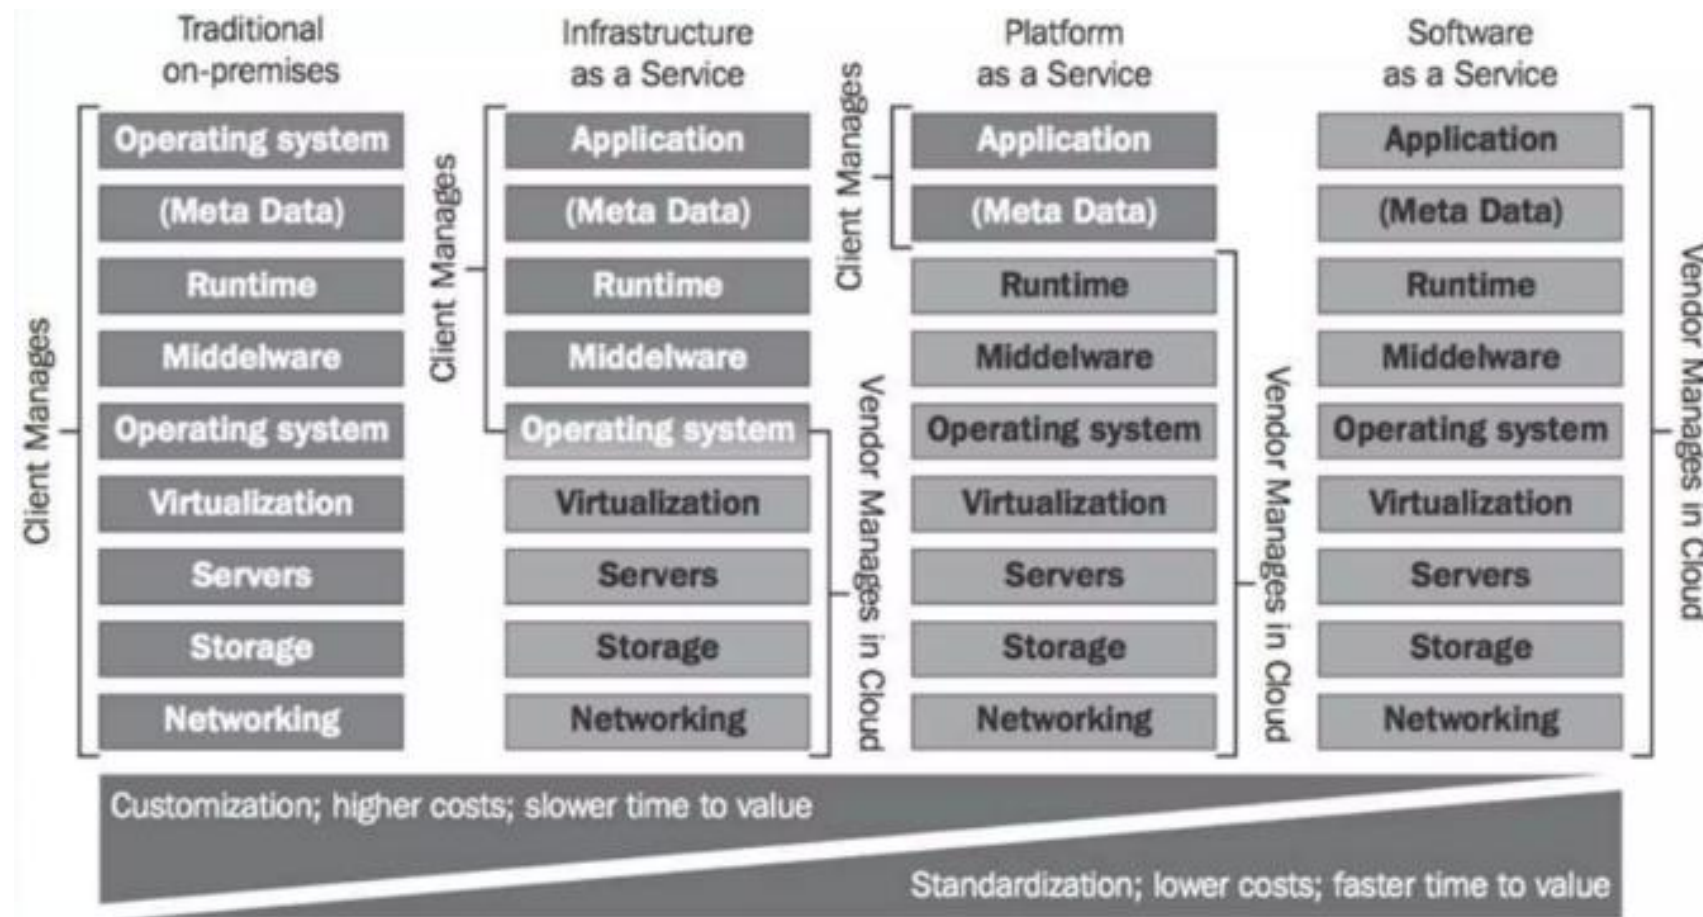 Traditional
on-premises
Infrastructure
as a Service
Platform
as a Service
Software
as a Service
Client Manages
Operating system
(Meta Data)
Runtime
Middelware
Operating system
Virtualization
Servers
Storage
Networking
Client Manages
Application
(Meta Data)
Runtime
Middelware
Operating system
Virtualization
Servers
Storage
Networking
Vendor Manages in Cloud
Client Manages
Application
(Meta Data)
Runtime
Middelware
Operating system
Virtualization
Servers
Storage
Networking
Vendor Manages in Cloud
Application
(Meta Data)
Runtime
Middelware
Operating system
Virtualization
Servers
Storage
Networking
Vendor Manages in Cloud
Customization; higher costs; slower time to value
Standardization; lower costs; faster time to value